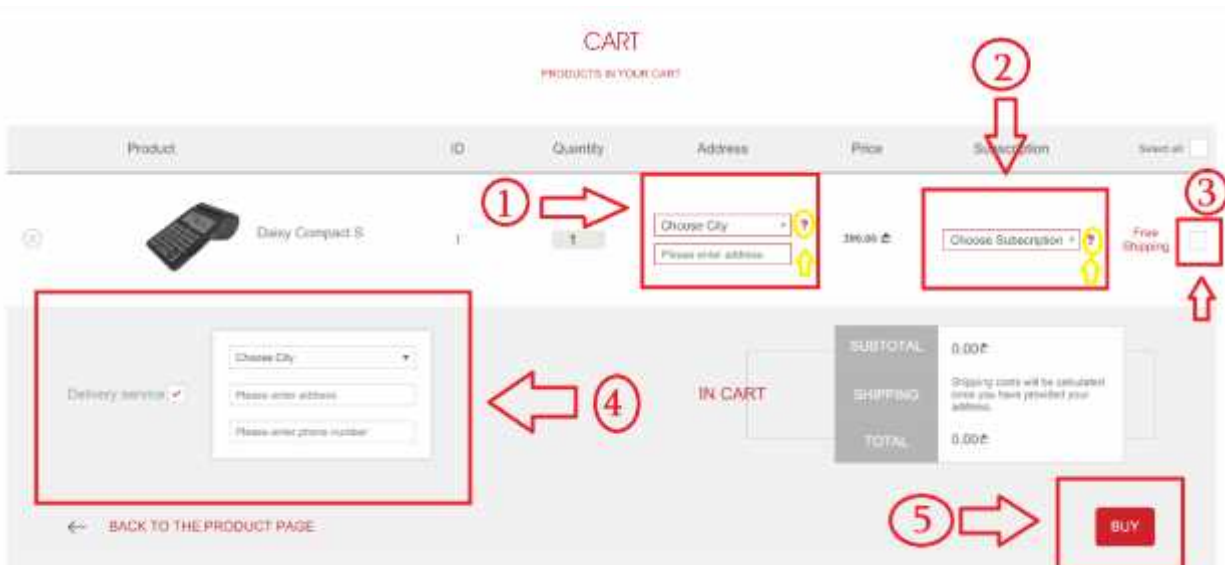 CART
PRODUCTS IN YOUR CART
2
Product ID Quintity Address Price Subscription Select all
1
3
Daisy Compact S 1 1 Choose City ? Choose Subscription ? Free Shipping
Please enter address
Choose City
SUBTOTAL 0.00₾
Delivery service Please enter address
4
IN CART
SHIPPING Shipping costs will be calculated once you have provided your address.
Please enter phone number
TOTAL 0.00₾
5
BACK TO THE PRODUCT PAGE
BUY